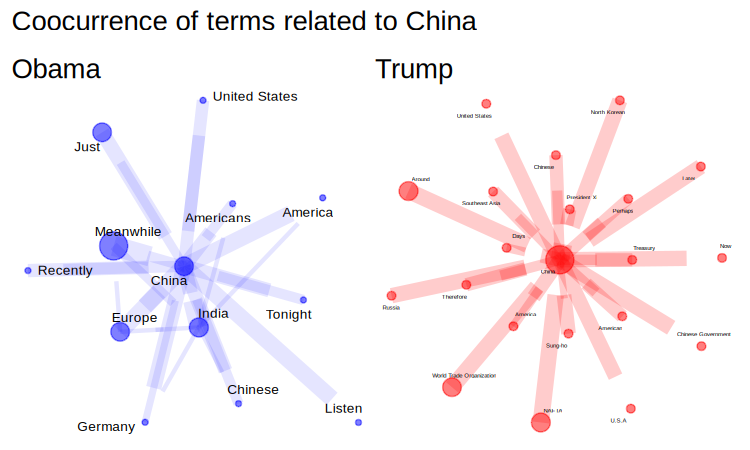 Coocurrence of terms related to China
Obama
Trump
United States
Just
Americans
America
Meanwhile
Recently
China
Europe
India
Tonight
Chinese
Listen
Germany
United States
North Korean
Chinese
Later
Around
Southeast Asia
President X
Perhaps
Days
Treasury
Now
China
Therefore
Russia
America
American
Chinese Government
Sung-ho
World Trade Organization
U.S.A